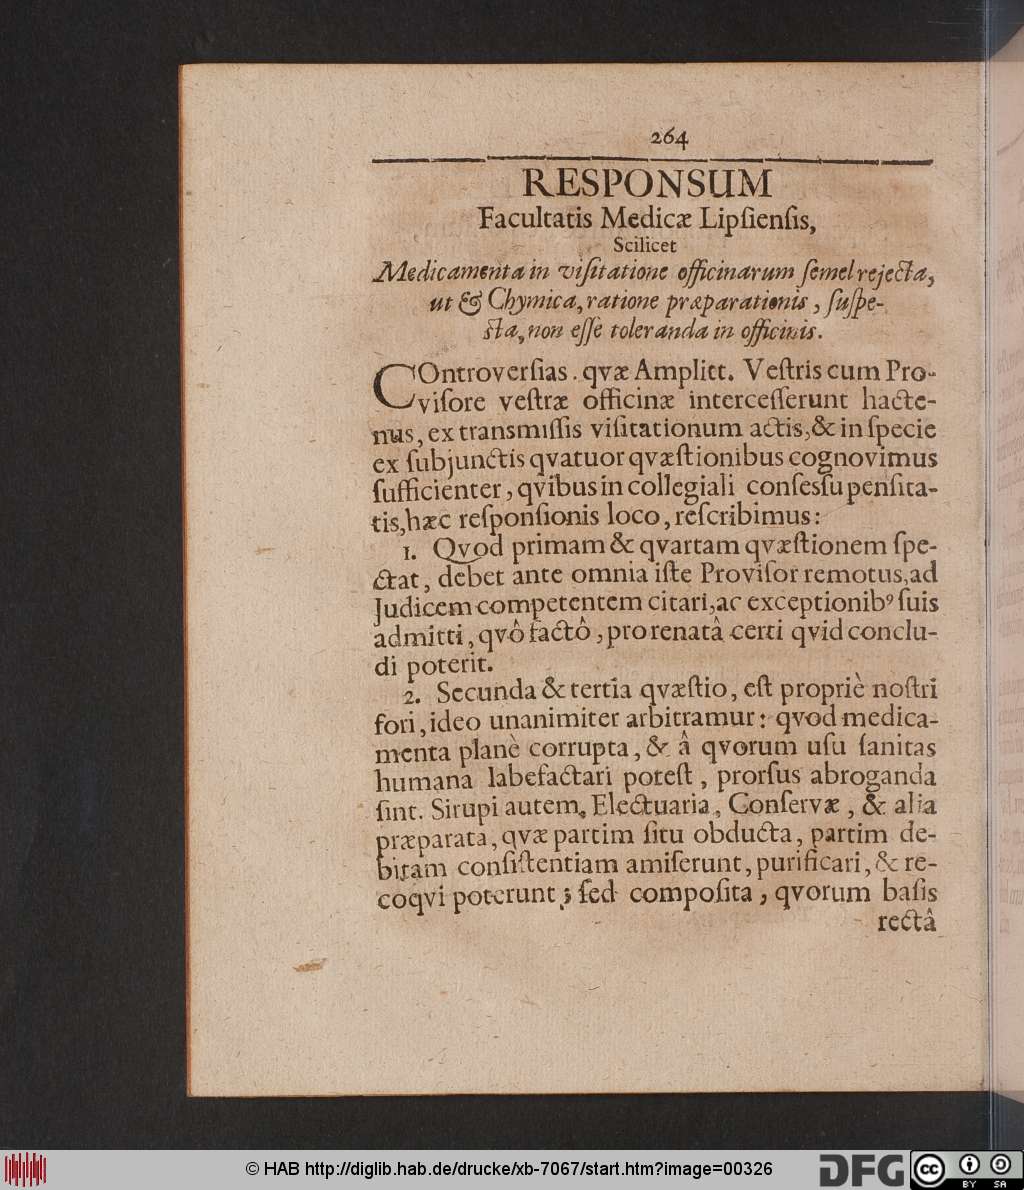 264
RESPONSUM
Facultatis Medicæ Lipſienſis,
Scilicet
Medicamenta in viſitatione officinarum ſemel rejecta,
ut & Chymica, ratione præparationis, ſuſpe-
cta, non eſſe toleranda in officinis.
COntroverſias. qvæ Amplitt. Veſtris cum Pro-
viſore veſtræ officinæ interceſſerunt hacte-
nus, ex transmiſſis viſitationum actis, & in ſpecie
ex ſubjunctis qvatuor qvæſtionibus cognovimus
ſufficienter, qvibus in collegiali conſeſſu penſita-
tis, hæc reſponſionis loco, reſcribimus:
1. Qvod primam & qvartam qvæſtionem ſpe-
ctat, debet ante omnia iſte Proviſor remotus, ad
Judicem competentem citari, ac exceptionibꝰ ſuis
admitti, qvô factô, pro renatâ certi qvid conclu-
di poterit.
2. Secunda & tertia qvæſtio, eſt propriè noſtri
fori, ideo unanimiter arbitramur: qvod medica-
menta planè corrupta, & â qvorum uſu ſanitas
humana labefactari poteſt, prorſus abroganda
ſint. Sirupi autem, Electuaria, Conſervæ, & alia
præparata, qvæ partim ſitu obducta, partim de-
bitam conſiſtentiam amiſerunt, purificari, & re-
coqvi poterunt; ſed compoſita, qvorum baſis
rectâ
© HAB http://diglib.hab.de/drucke/xb-7067/start.htm?image=00326
DFG
cc
BY SA